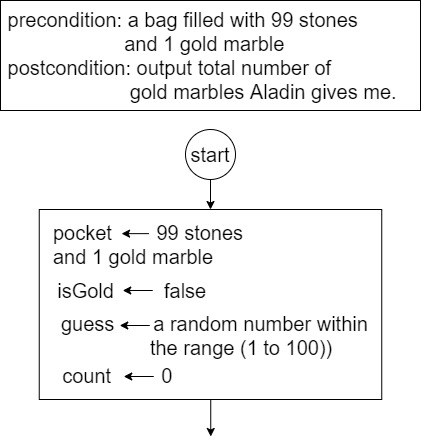 precondition: a bag filled with 99 stones
and 1 gold marble
postcondition: output total number of
gold marbles Aladin gives me.
start
pocket ← 99 stones
and 1 gold marble
isGold ← false
guess ← a random number within
the range (1 to 100))
count ← 0